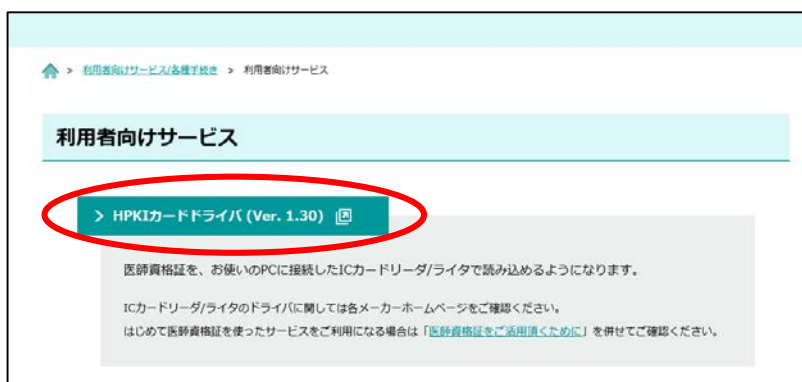 > 利用者向けサービス/各種手続き > 利用者向けサービス
利用者向けサービス
> HPKIカードドライバ (Ver. 1.30)
医師資格証を、お使いのPCに接続したICカードリーダ/ライタで読み込めるようになります。
ICカードリーダ/ライタのドライバに関しては各メーカーホームページをご確認ください。
はじめて医師資格証を使ったサービスをご利用になる場合は「医師資格証をご活用頂くために」を併せてご確認ください。